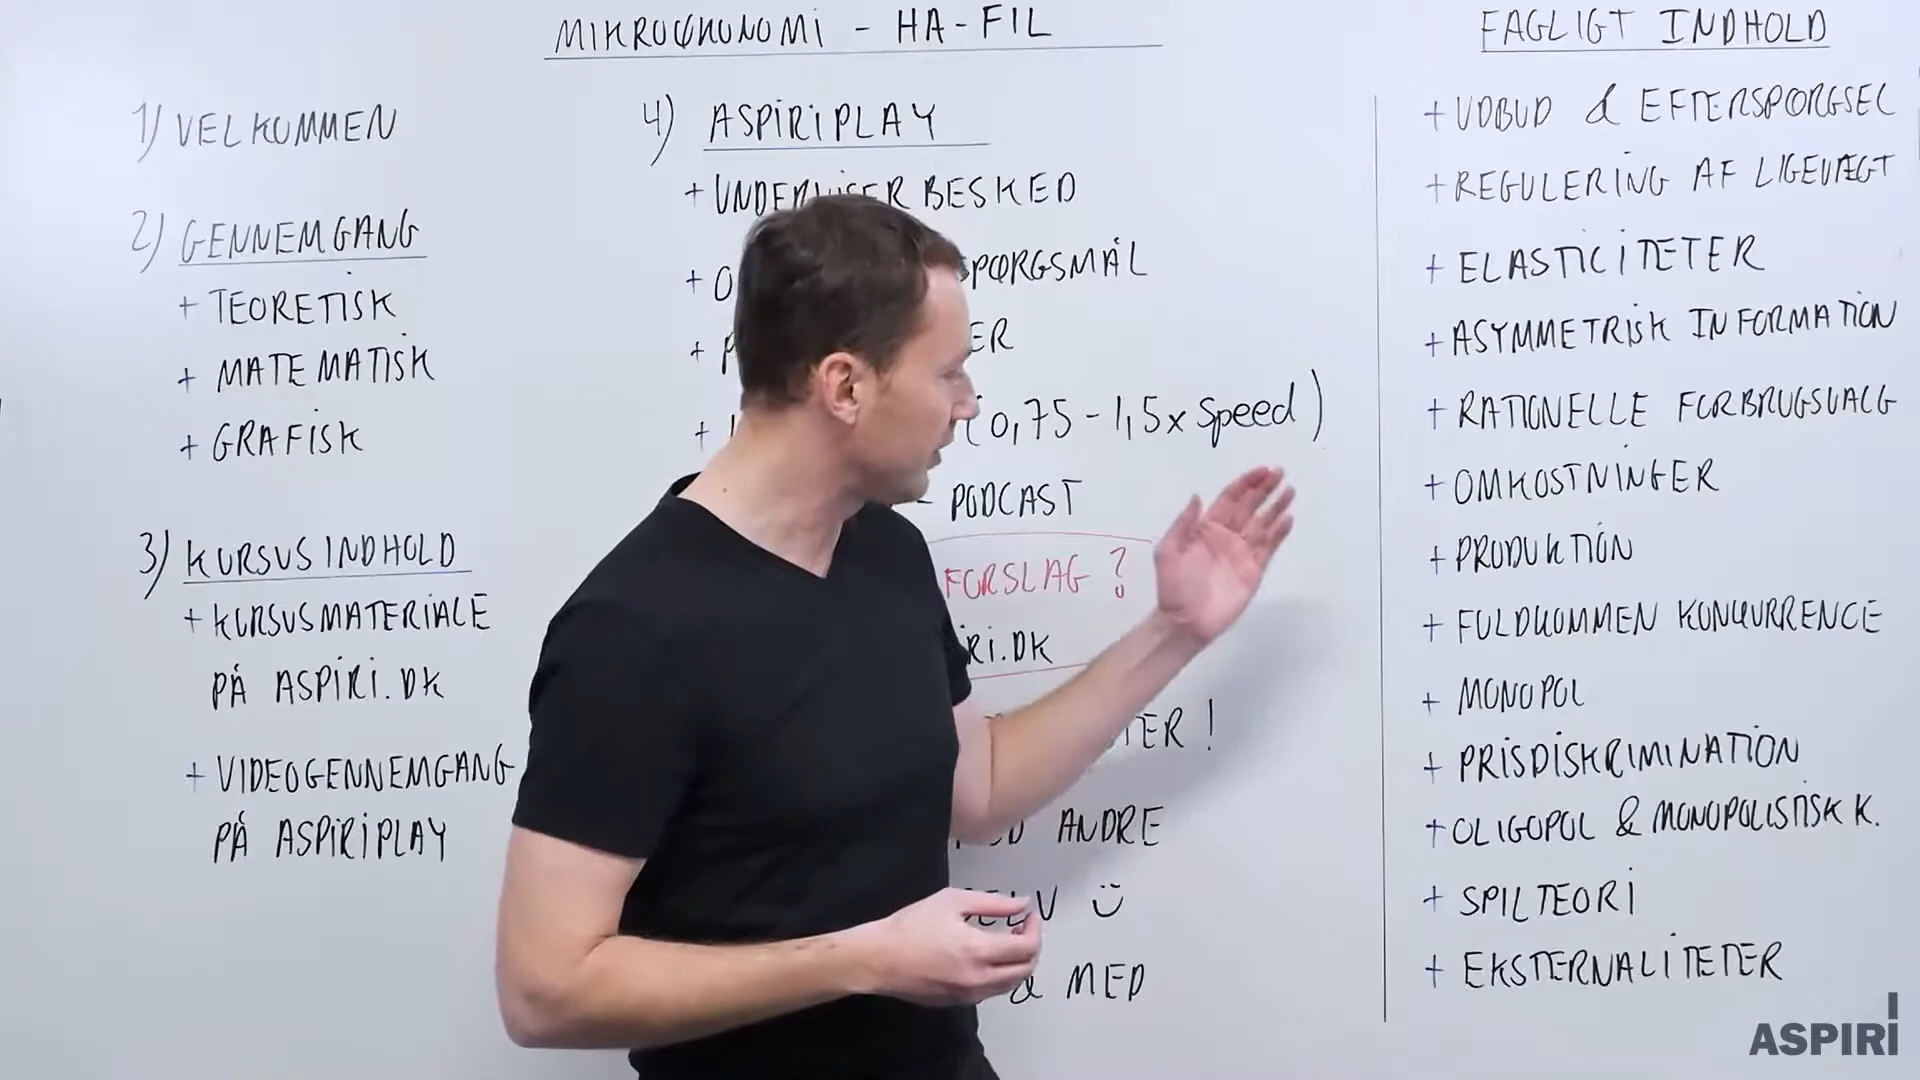 MIKROØKONOMI - HA-FIL
1) VELKOMMEN
2) GENNEMGANG
+ TEORETISK
+ MATEMATISK
+ GRAFISK
3) KURSUSINDHOLD
+ KURSUSMATERIALE
PÅ ASPIRI.DK
+ VIDEOGENNEMGANG
PÅ ASPIRIPLAY
4) ASPIRIPLAY
+ UNDERVISER BESKED
+ SPØRGSMÅL
+
+ (0,75 - 1,5x Speed)
- PODCAST
FORSLAG ?
RI.DK
!
ANDRE
:)
& MED
FAGLIGT INDHOLD
+ UDBUD & EFTERSPØRGSEL
+ REGULERING AF LIGEVÆGT
+ ELASTICITETER
+ ASYMMETRISK INFORMATION
+ RATIONELLE FORBRUGSVALG
+ OMKOSTNINGER
+ PRODUKTION
+ FULDKOMMEN KONKURRENCE
+ MONOPOL
+ PRISDISKRIMINATION
+ OLIGOPOL & MONOPOLISTISK K.
+ SPILTEORI
+ EKSTERNALITETER
ASPIRI